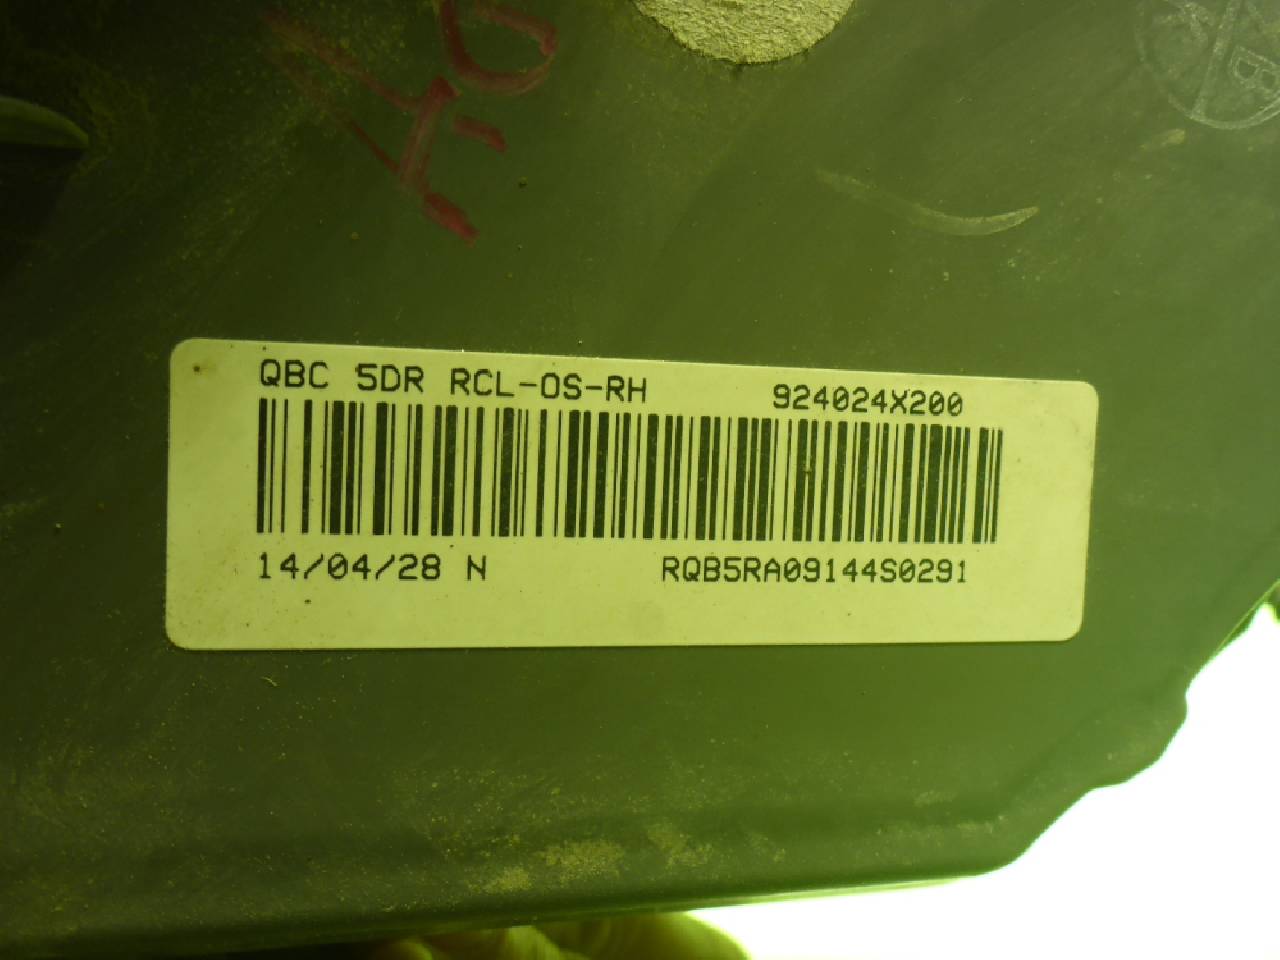 QBC 5DR RCL-OS-RH 924024X200
14/04/28 N RQB5RA09144S0291